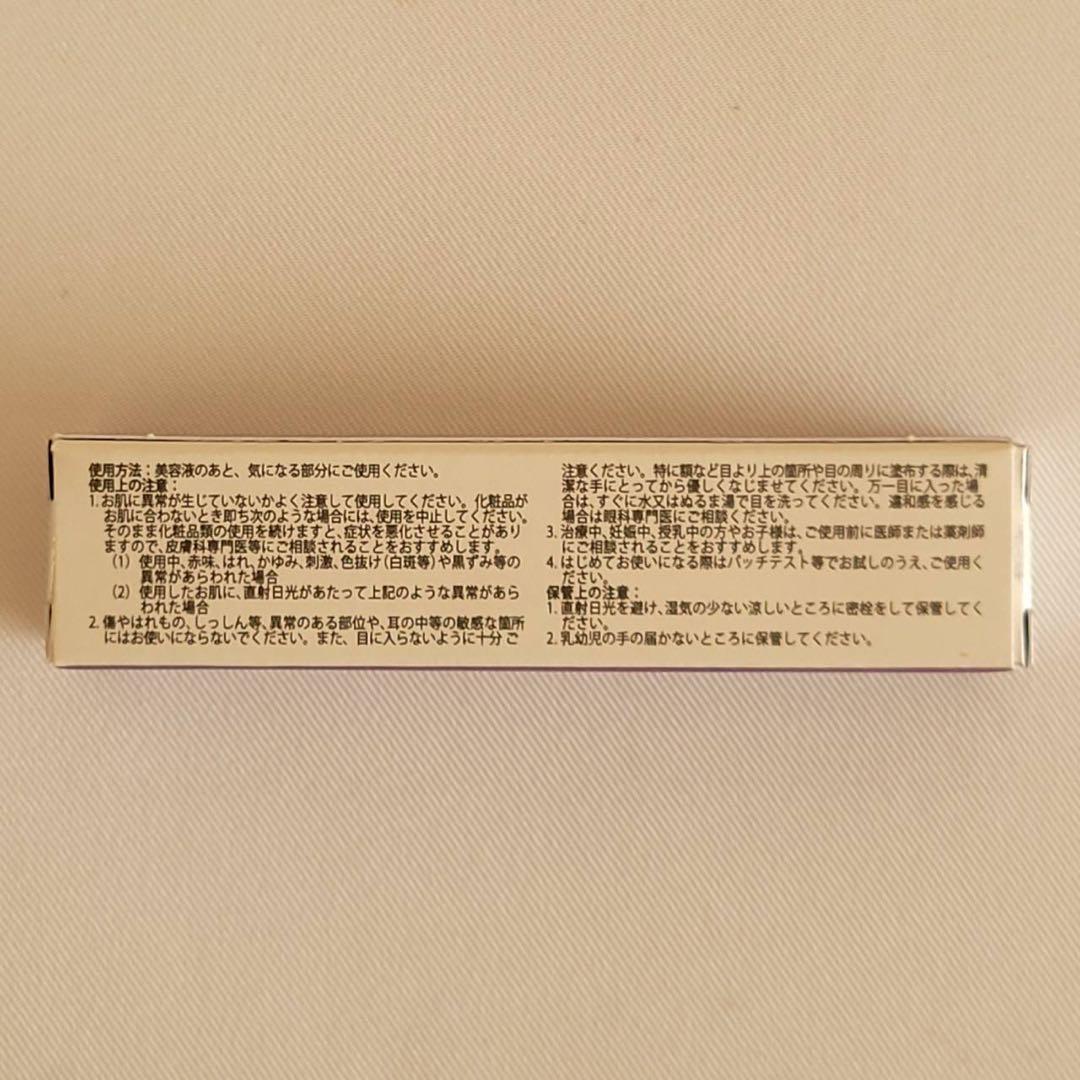 使用方法：美容液のあと、気になる部分にご使用ください。
使用上の注意：
1. お肌に異常が生じていないかよく注意して使用してください。化粧品が
お肌に合わないとき即ち次のような場合には、使用を中止してください。
そのまま化粧品類の使用を続けますと、症状を悪化させることがあり
ますので、皮膚科専門医等にご相談されることをおすすめします。
(1) 使用中、赤味、はれ、かゆみ、刺激、色抜け(白斑等)や黒ずみ等の
異常があらわれた場合
(2) 使用したお肌に、直射日光があたって上記のような異常があら
われた場合
2. 傷やはれもの、しっしん等、異常のある部位や、耳の中等の敏感な箇所
にはお使いにならないでください。また、目に入らないように十分 ご
注意ください。特に額など目より上の箇所や目の周りに塗布する際は、清
潔な手にとってから優しくなじませてください。万一目に入った場
合は、すぐに水又はぬるま湯で目を洗ってください。違和感を感じる
場合は眼科専門医にご相談ください。
3. 治療中、妊娠中、授乳中の方やお子様は、ご使用前に医師または薬剤師
にご相談されることをおすすめします。
4. はじめてお使いになる際はパッチテスト等でお試しのうえ、ご使用く
ださい。
保管上の注意：
1. 直射日光を避け、湿気の少ない涼しいところに密栓をして保管してく
ださい。
2. 乳幼児の手の届かないところに保管してください。